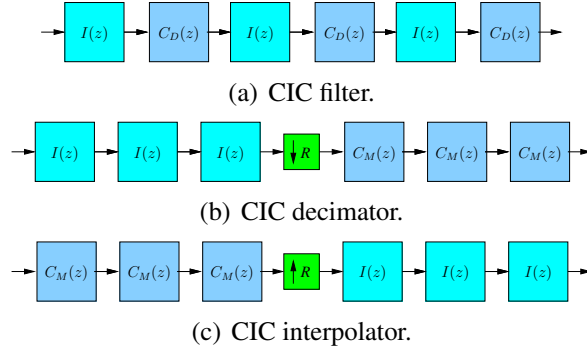 I(z) C_D(z) I(z) C_D(z) I(z) C_D(z)
(a) CIC filter.
I(z) I(z) I(z) ↓ R C_M(z) C_M(z) C_M(z)
(b) CIC decimator.
C_M(z) C_M(z) C_M(z) ↑ R I(z) I(z) I(z)
(c) CIC interpolator.